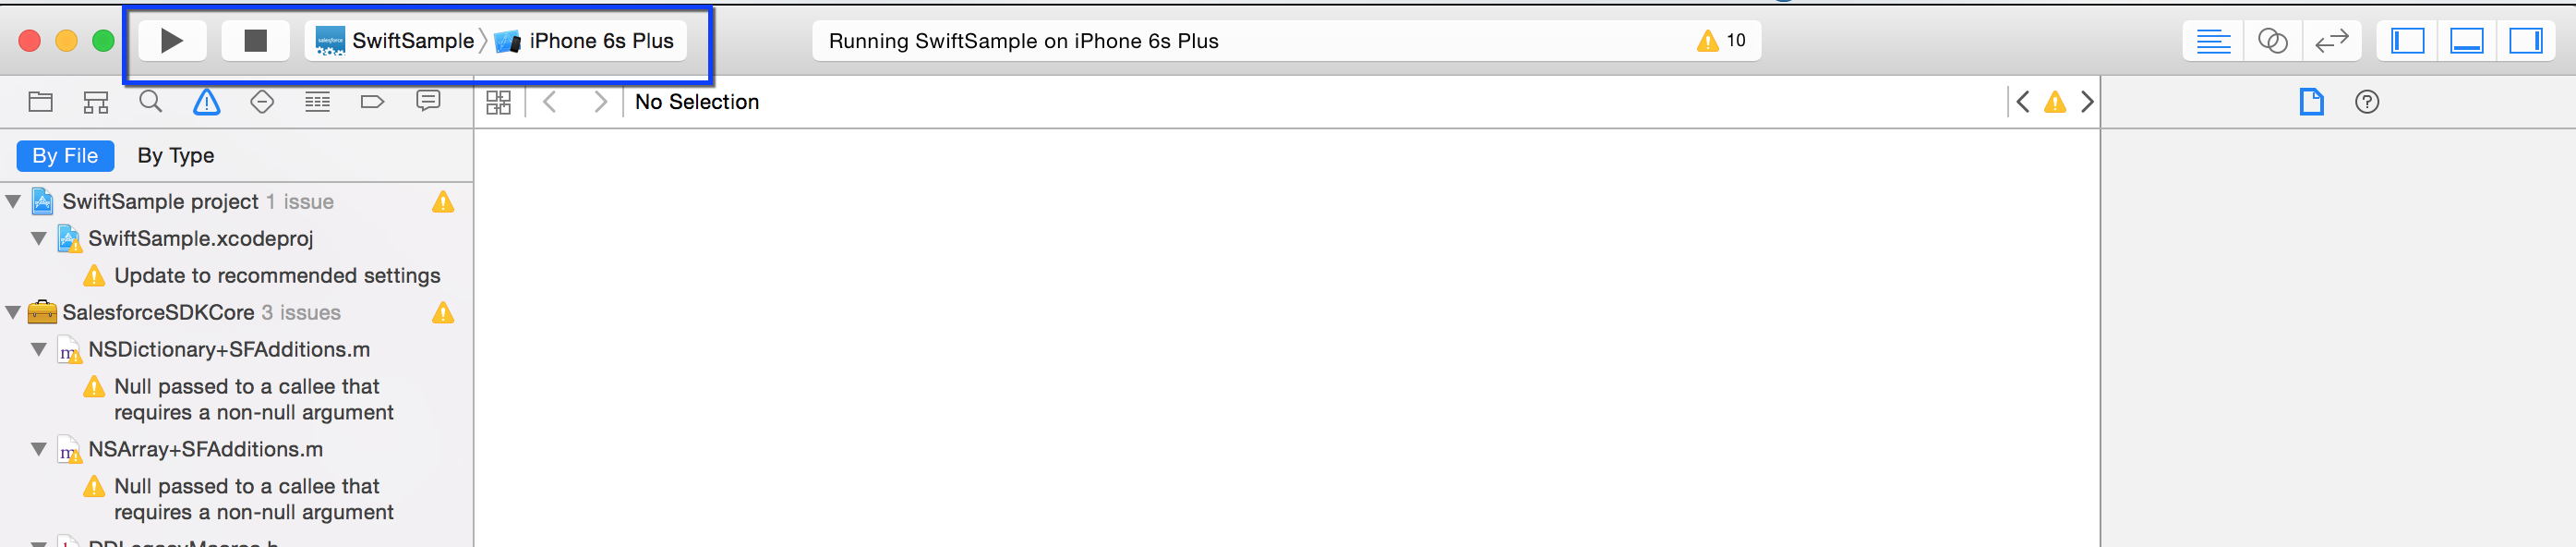 SwiftSample iPhone 6s Plus
Running SwiftSample on iPhone 6s Plus
10
No Selection
By File By Type
SwiftSample project 1 issue
SwiftSample.xcodeproj
Update to recommended settings
SalesforceSDKCore 3 issues
NSDictionary+SFAdditions.m
Null passed to a callee that
requires a non-null argument
NSArray+SFAdditions.m
Null passed to a callee that
requires a non-null argument
DDLegacyMacros.h